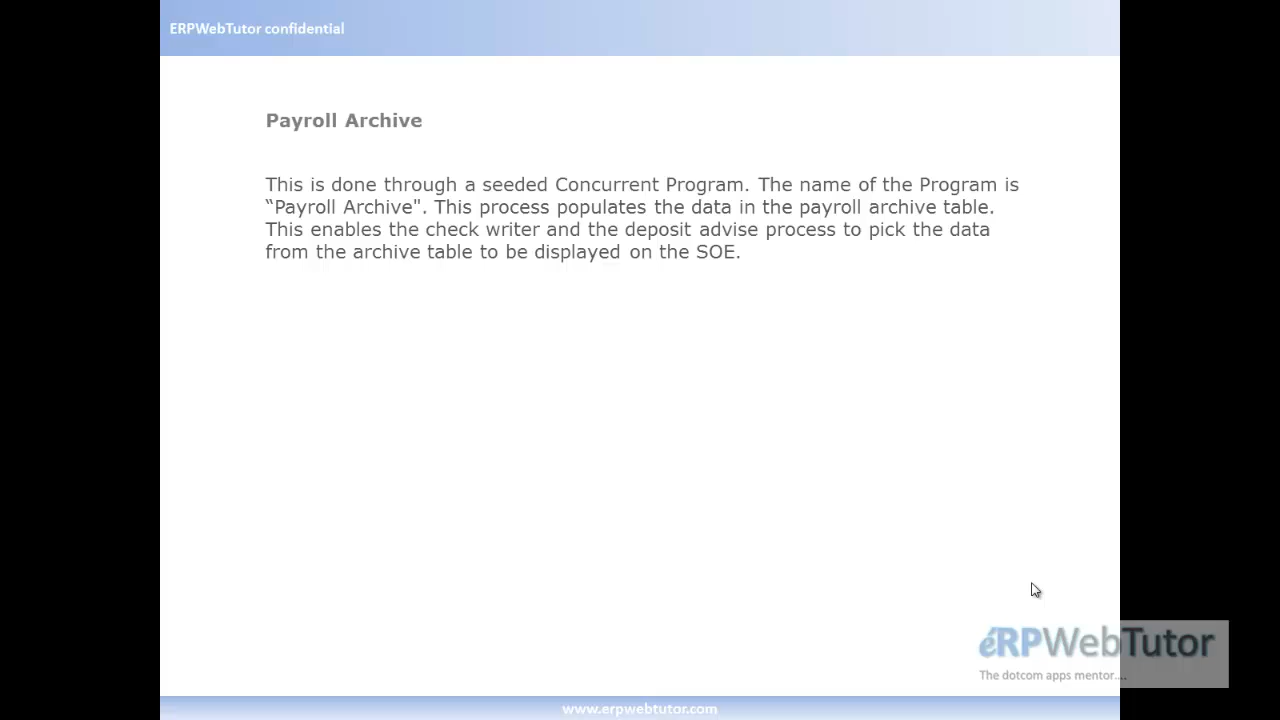 ERPWebTutor confidential
Payroll Archive
This is done through a seeded Concurrent Program. The name of the Program is
“Payroll Archive". This process populates the data in the payroll archive table.
This enables the check writer and the deposit advise process to pick the data
from the archive table to be displayed on the SOE.
eRPWebTutor
The dotcom apps mentor....
www.erpwebtutor.com